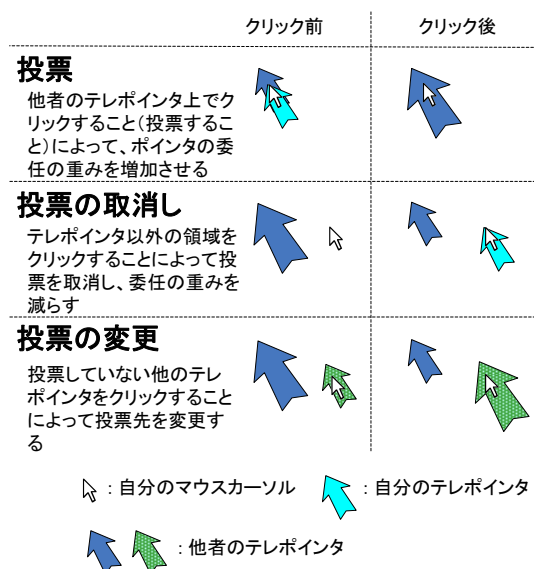 クリック前 クリック後
投票
他者のテレポインタ上でク
リックすること(投票するこ
と)によって、ポインタの委
任の重みを増加させる
投票の取消し
テレポインタ以外の領域を
クリックすることによって投
票を取消し、委任の重みを
減らす
投票の変更
投票していない他のテレ
ポインタをクリックすること
によって投票先を変更す
る
:自分のマウスカーソル :自分のテレポインタ
:他者のテレポインタ